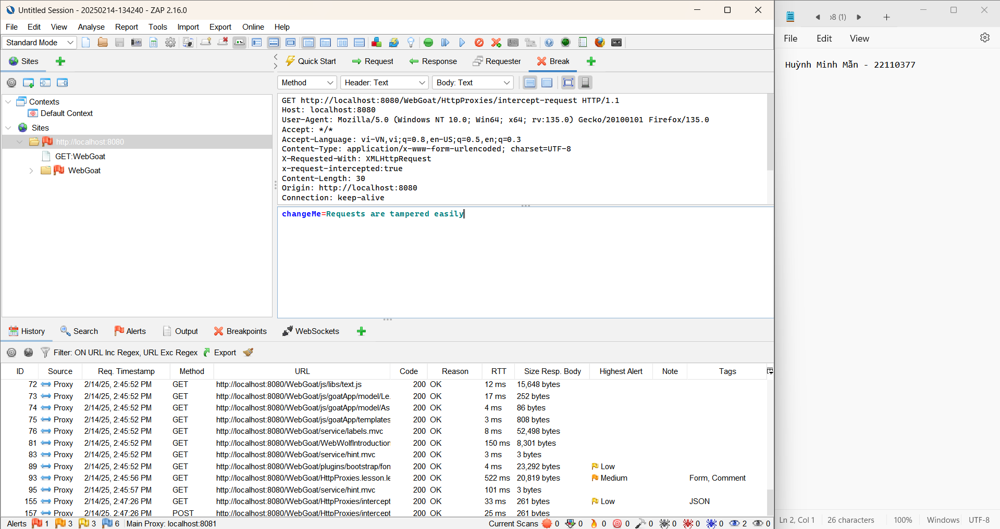 Untitled Session - 20250214-134240 - ZAP 2.16.0
File Edit View Analyse Report Tools Import Export Online Help
Standard Mode
Sites
Quick Start Request Response Requester Break
Method Header: Text Body: Text
Contexts
Default Context
Sites
http://localhost:8080
GET:WebGoat
WebGoat
GET http://localhost:8080/WebGoat/HttpProxies/intercept-request HTTP/1.1
Host: localhost:8080
User-Agent: Mozilla/5.0 (Windows NT 10.0; Win64; x64; rv:135.0) Gecko/20100101 Firefox/135.0
Accept: */*
Accept-Language: vi-VN,vi;q=0.8,en-US;q=0.5,en;q=0.3
Content-Type: application/x-www-form-urlencoded; charset=UTF-8
X-Requested-With: XMLHttpRequest
x-request-intercepted:true
Content-Length: 30
Origin: http://localhost:8080
Connection: keep-alive
changeMe=Requests are tampered easily
History Search Alerts Output Breakpoints WebSockets
Filter: ON URL Inc Regex, URL Exc Regex Export
ID Source Req. Timestamp Method URL Code Reason RTT Size Resp. Body Highest Alert Note Tags
72 Proxy 2/14/25, 2:45:52 PM GET http://localhost:8080/WebGoat/js/libs/text.js 200 OK 12 ms 15,648 bytes
73 Proxy 2/14/25, 2:45:52 PM GET http://localhost:8080/WebGoat/js/goatApp/model/Le. 200 OK 17 ms 252 bytes
74 Proxy 2/14/25, 2:45:52 PM GET http://localhost:8080/WebGoat/js/goatApp/model/As 200 OK 4 ms 86 bytes
75 Proxy 2/14/25, 2:45:52 PM GET http://localhost:8080/WebGoat/js/goatApp/templates 200 OK 3 ms 808 bytes
76 Proxy 2/14/25, 2:45:52 PM GET http://localhost:8080/WebGoat/service/labels.mvc 200 OK 8 ms 52,498 bytes
81 Proxy 2/14/25, 2:45:52 PM GET http://localhost:8080/WebGoat/WebWolfIntroduction 200 OK 150 ms 8,301 bytes
83 Proxy 2/14/25, 2:45:52 PM GET http://localhost:8080/WebGoat/service/hint.mvc 200 OK 3 ms 3 bytes
89 Proxy 2/14/25, 2:45:52 PM GET http://localhost:8080/WebGoat/plugins/bootstrap/fon 200 OK 4 ms 23,292 bytes Low
93 Proxy 2/14/25, 2:45:56 PM GET http://localhost:8080/WebGoat/HttpProxies.lesson.le 200 OK 522 ms 20,819 bytes Medium Form, Comment
95 Proxy 2/14/25, 2:45:57 PM GET http://localhost:8080/WebGoat/service/hint.mvc 200 OK 101 ms 3 bytes
155 Proxy 2/14/25, 2:47:26 PM GET http://localhost:8080/WebGoat/HttpProxies/intercept 200 OK 33 ms 261 bytes Low JSON
157 Proxy 2/14/25, 2:47:26 PM POST http://localhost:8080/WebGoat/HttpProxies/intercept 200 OK 25 ms 261 bytes
Alerts 1 3 3 6 Main Proxy: localhost:8081 Current Scans 0 0 0 0 0 0 0 0 2 0
8 (1)
File Edit View
Huỳnh Minh Mẫn - 22110377
Ln 2, Col 1 26 characters 100% Windows UTF-8